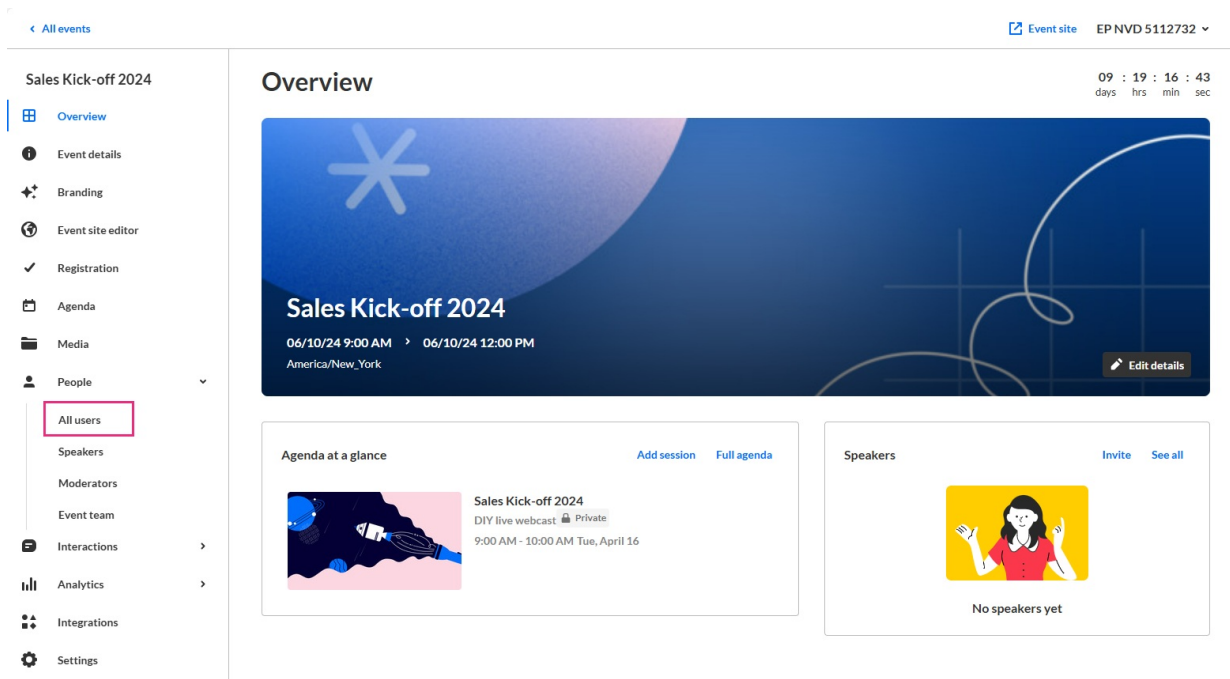 All events
Event site
EP NVD 5112732
Sales Kick-off 2024
Overview
Event details
Branding
Event site editor
Registration
Agenda
Media
People
All users
Speakers
Moderators
Event team
Interactions
Analytics
Integrations
Settings
Overview
09 : 19 : 16 : 43
days hrs min sec
Sales Kick-off 2024
06/10/24 9:00 AM > 06/10/24 12:00 PM
America/New_York
Edit details
Agenda at a glance
Add session
Full agenda
Sales Kick-off 2024
DIY live webcast Private
9:00 AM - 10:00 AM Tue, April 16
Speakers
Invite
See all
No speakers yet